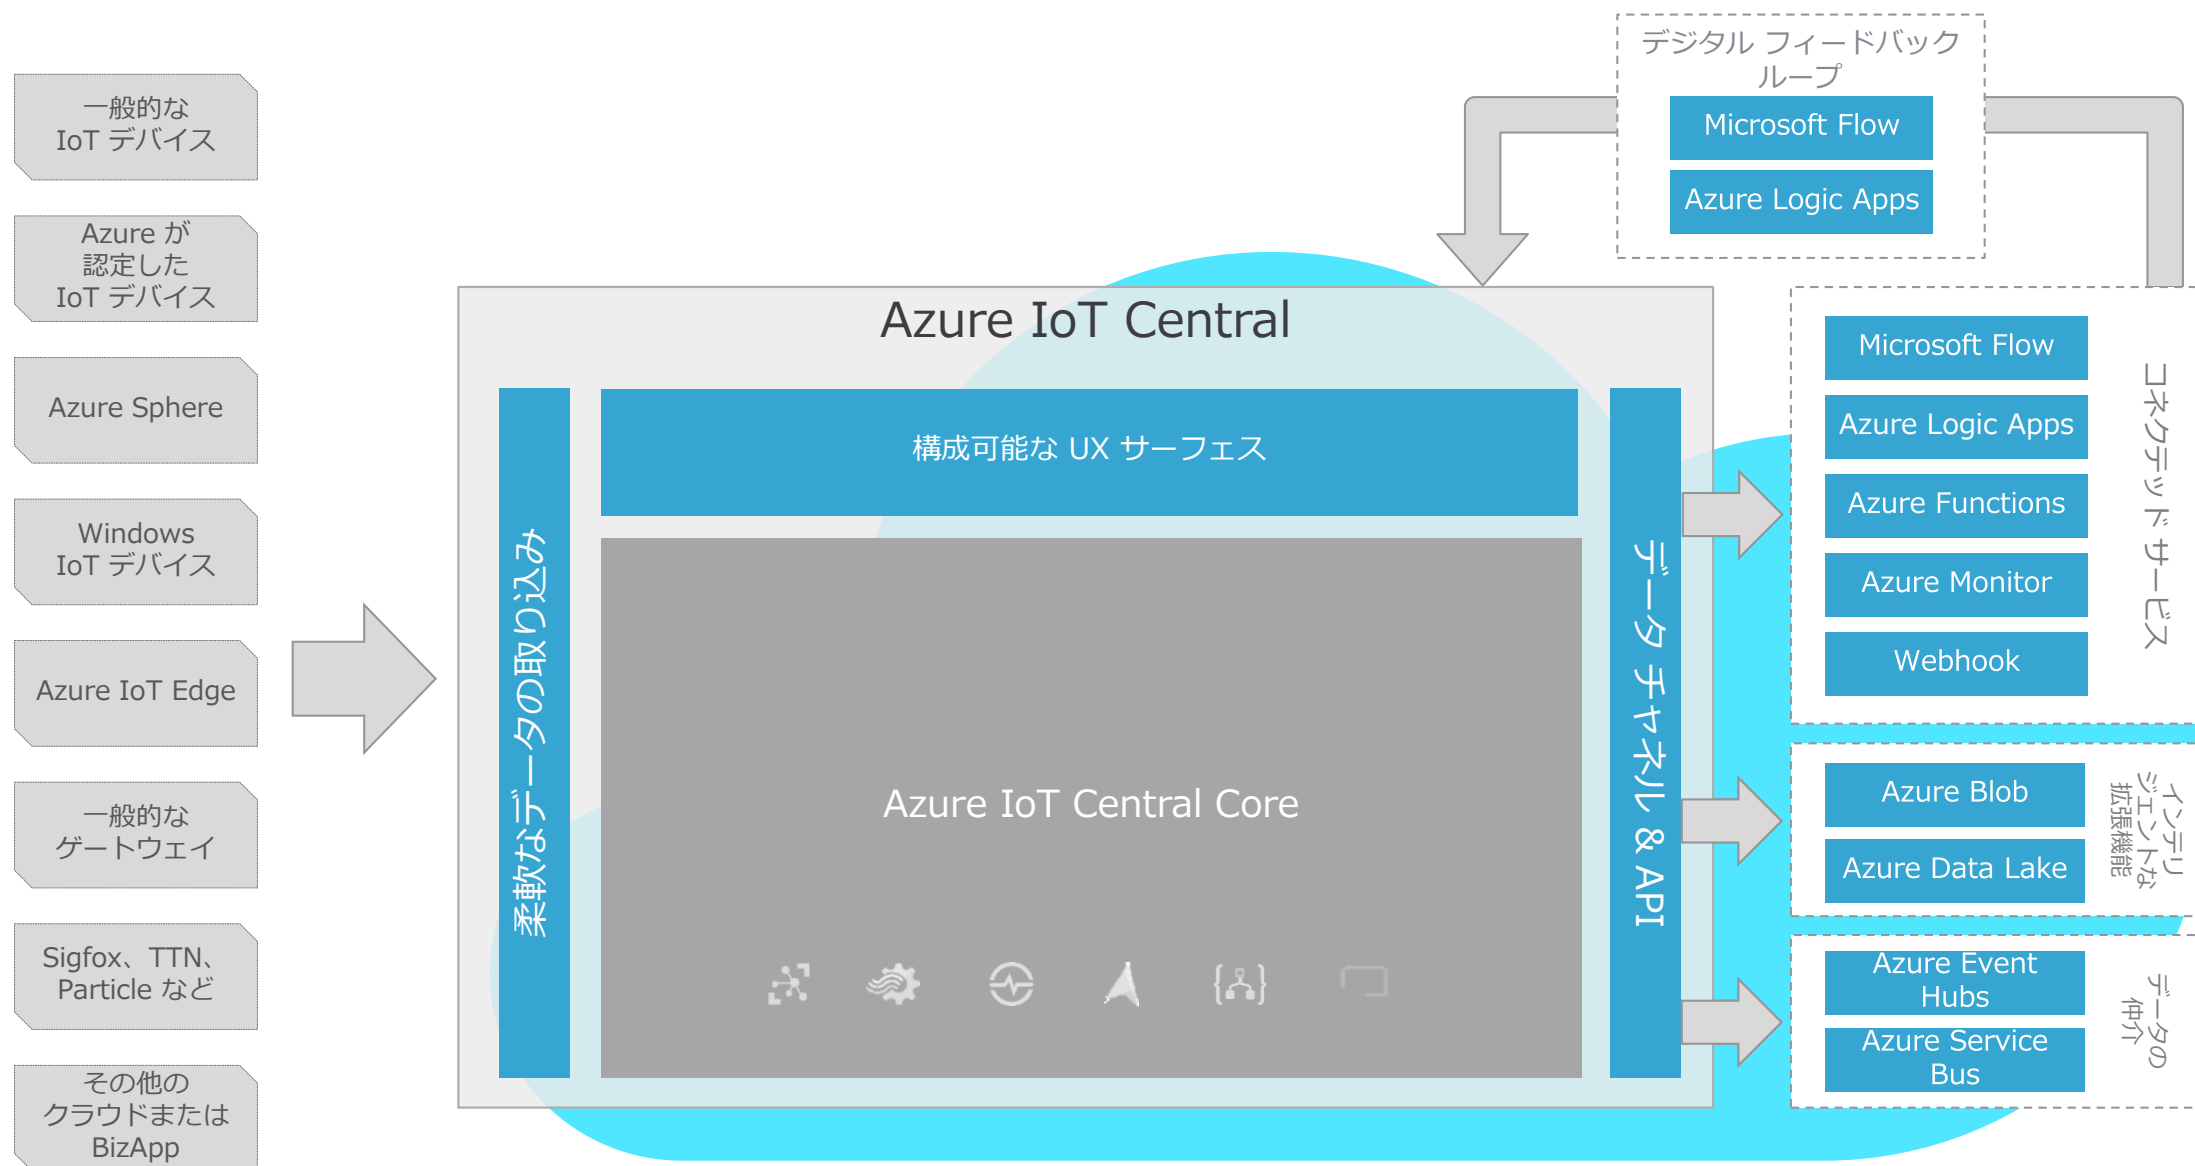 一般的な
IoT デバイス
Azure が
認定した
IoT デバイス
Azure Sphere
Windows
IoT デバイス
Azure IoT Edge
一般的な
ゲートウェイ
Sigfox、TTN、
Particle など
その他の
クラウドまたは
BizApp
Azure IoT Central
柔軟なデータの取り込み
構成可能な UX サーフェス
Azure IoT Central Core
データ チャネル & API
デジタル フィードバック
ループ
Microsoft Flow
Azure Logic Apps
Microsoft Flow
Azure Logic Apps
Azure Functions
Azure Monitor
Webhook
コネクテッド サービス
Azure Blob
Azure Data Lake
インテリ
ジェントな
拡張機能
Azure Event
Hubs
Azure Service
Bus
データの
仲介